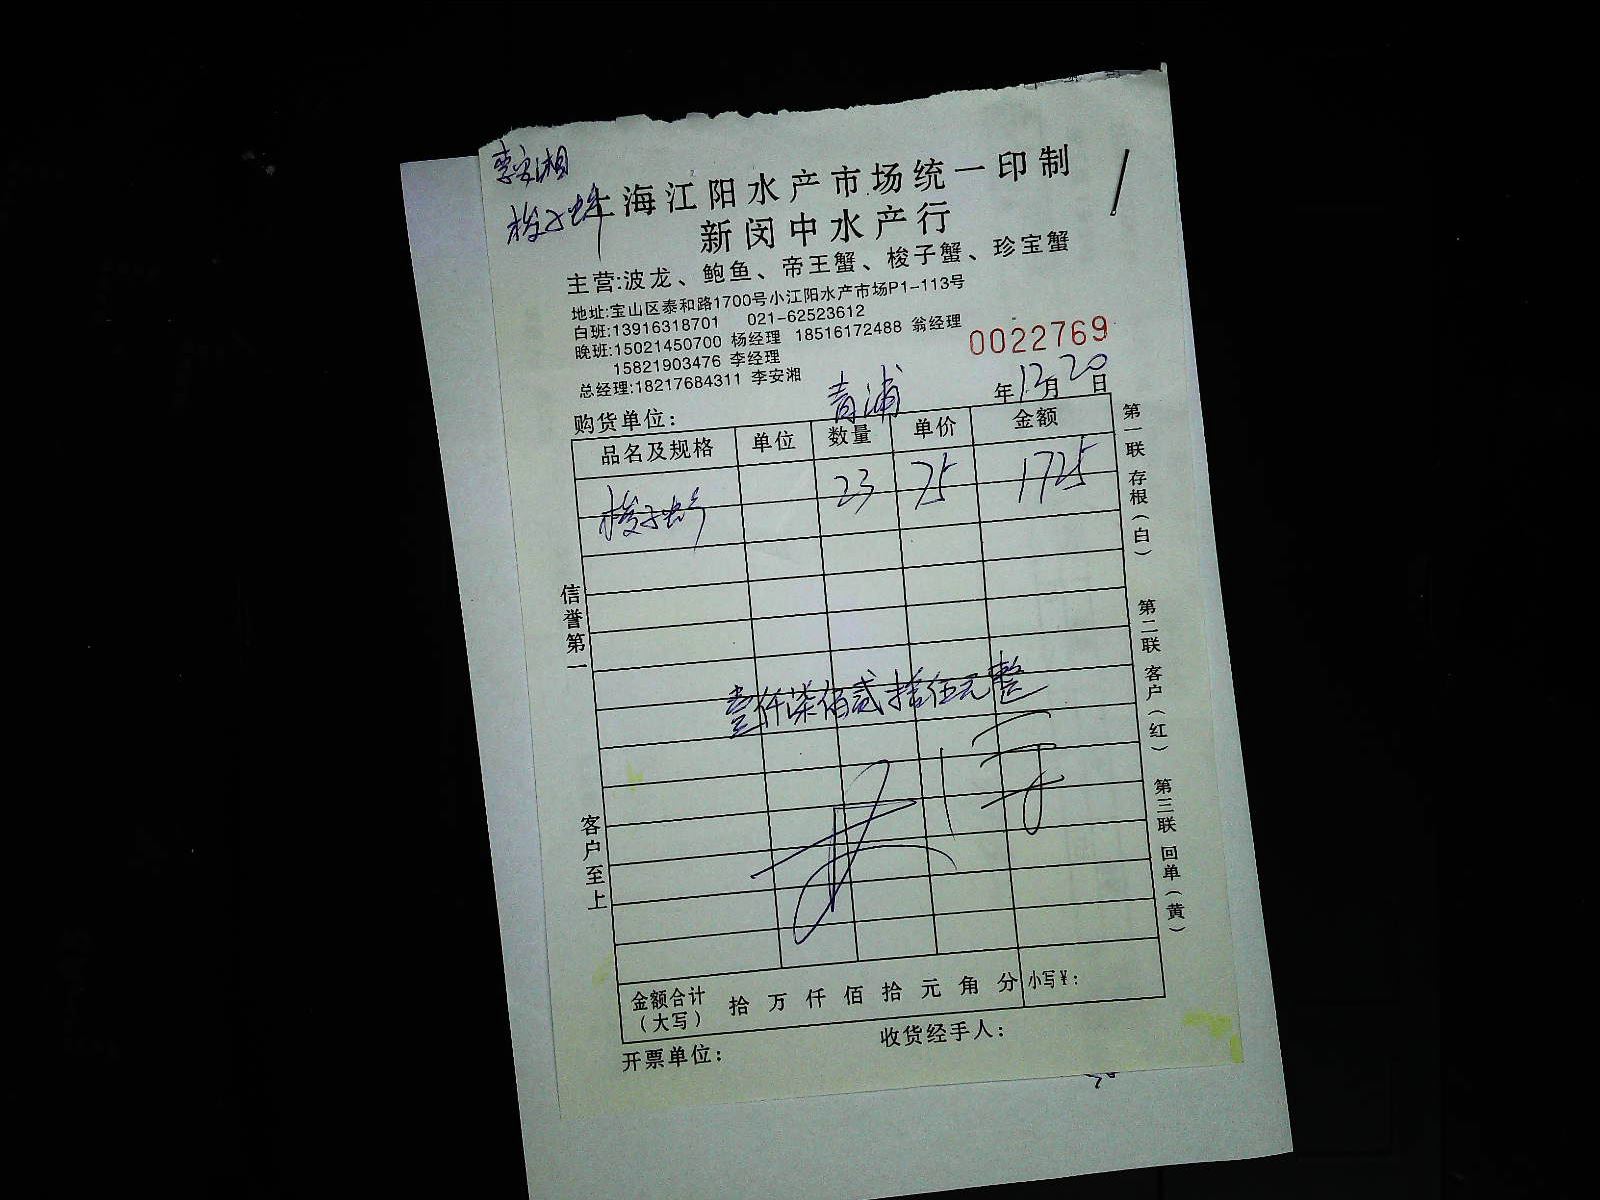 李安湘
梭子蟹
上海江阳水产市场统一印制
新闵中水产行
主营:波龙、鲍鱼、帝王蟹、梭子蟹、珍宝蟹
地址:宝山区泰和路1700号小江阳水产市场P1-113号
白班:13916318701 021-62523612
晚班:15021450700 杨经理 18516172488 翁经理
15821903476 李经理
总经理:18217684311 李安湘
0022769
购货单位: 青浦 年12月20日
品名及规格 单位 数量 单价 金额
梭子蟹 23 75 1725
壹仟柒佰贰拾伍元整
金额合计(大写) 拾 万 仟 佰 拾 元 角 分 小写¥:
开票单位: 收货经手人:
信誉第一
客户至上
第一联 存根(白)
第二联 客户(红)
第三联 回单(黄)